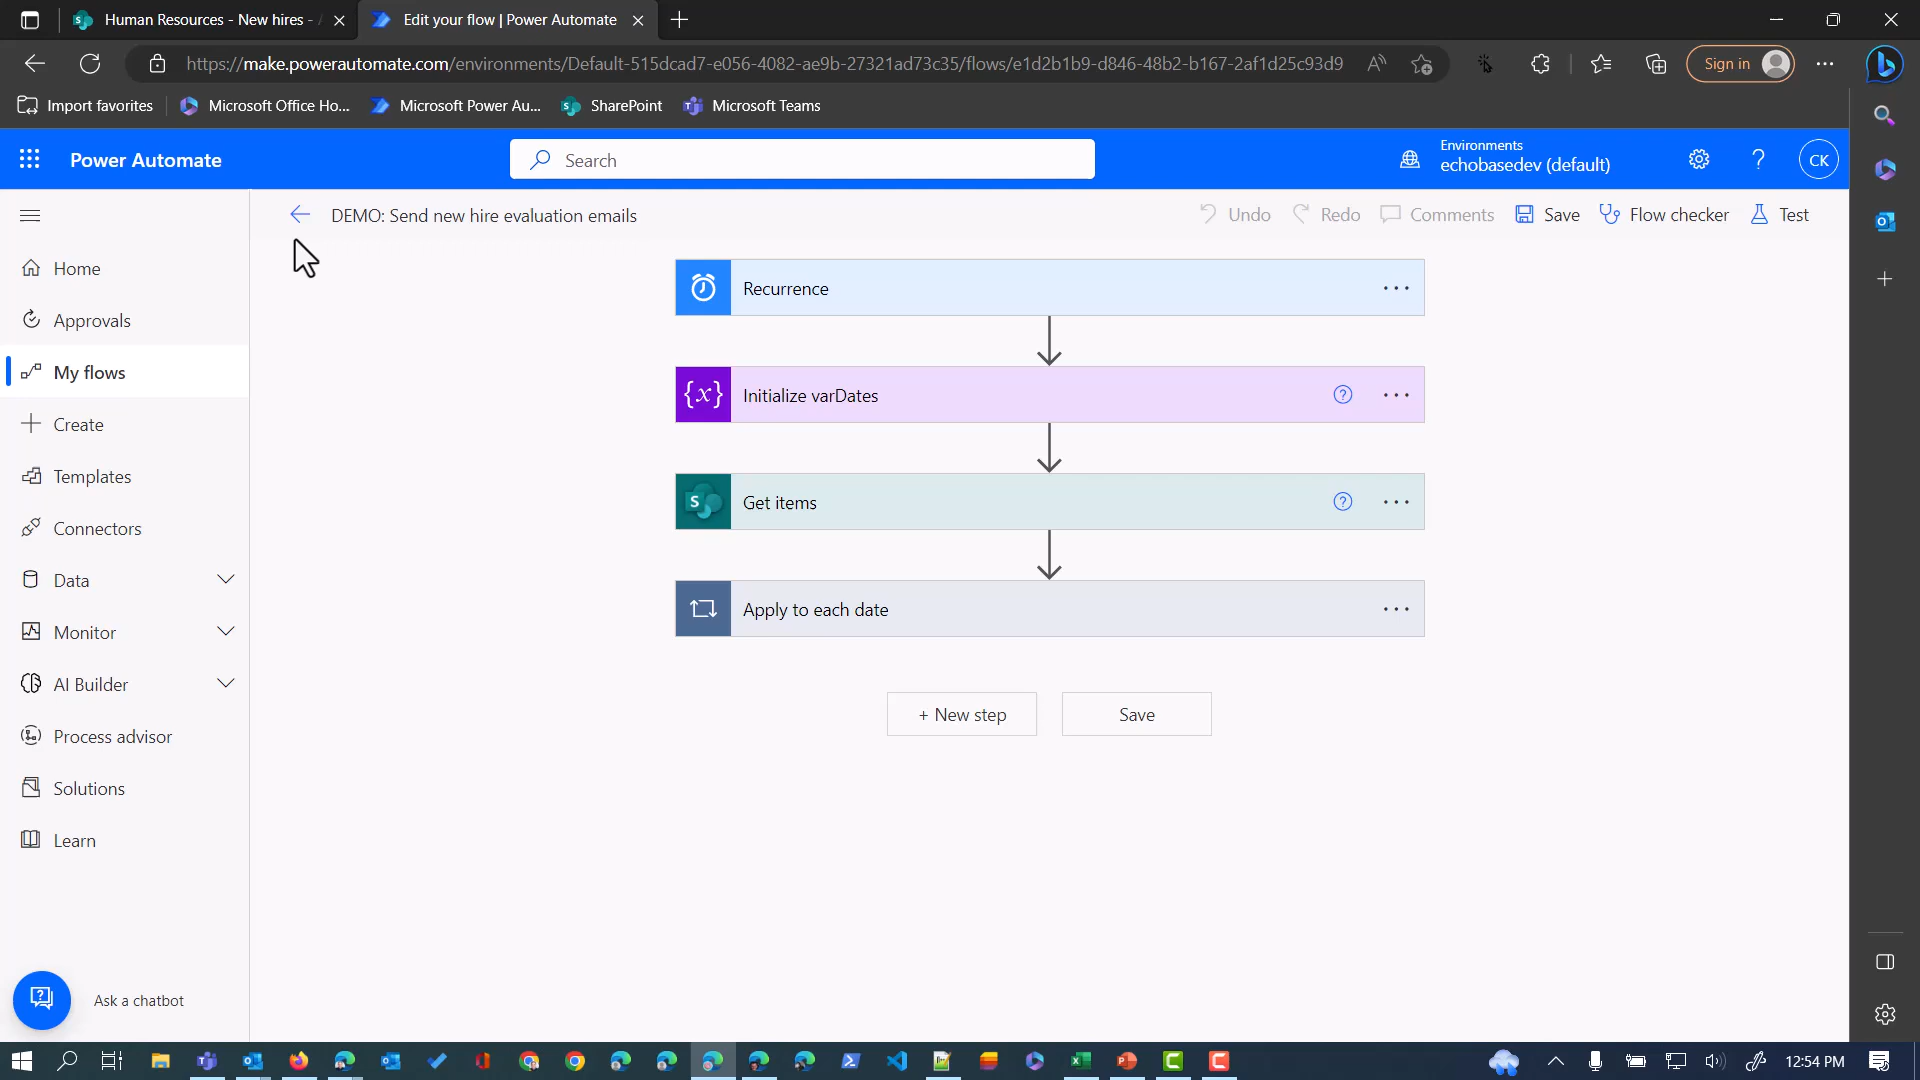 Human Resources - New hires - A
Edit your flow | Power Automate
https://make.powerautomate.com/environments/Default-515dcad7-e056-4082-ae9b-27321ad73c35/flows/e1d2b1b9-d846-48b2-b167-2af1d25c93d9
Sign in
Import favorites
Microsoft Office Ho...
Microsoft Power Au...
SharePoint
Microsoft Teams
Power Automate
Search
Environments
echobasedev (default)
?
CK
DEMO: Send new hire evaluation emails
Undo
Redo
Comments
Save
Flow checker
Test
Home
Approvals
My flows
Create
Templates
Connectors
Data
Monitor
AI Builder
Process advisor
Solutions
Learn
Ask a chatbot
Recurrence
{x} Initialize varDates
S Get items
Apply to each date
+ New step
Save
12:54 PM